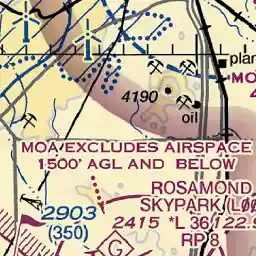 plan
MO
4190
oil
MOA EXCLUDES AIRSPACE
1500' AGL AND BELOW
ROSAMOND
SKYPARK (L00
2903
(350)
2415 *L 36 122.9
RP 8
G